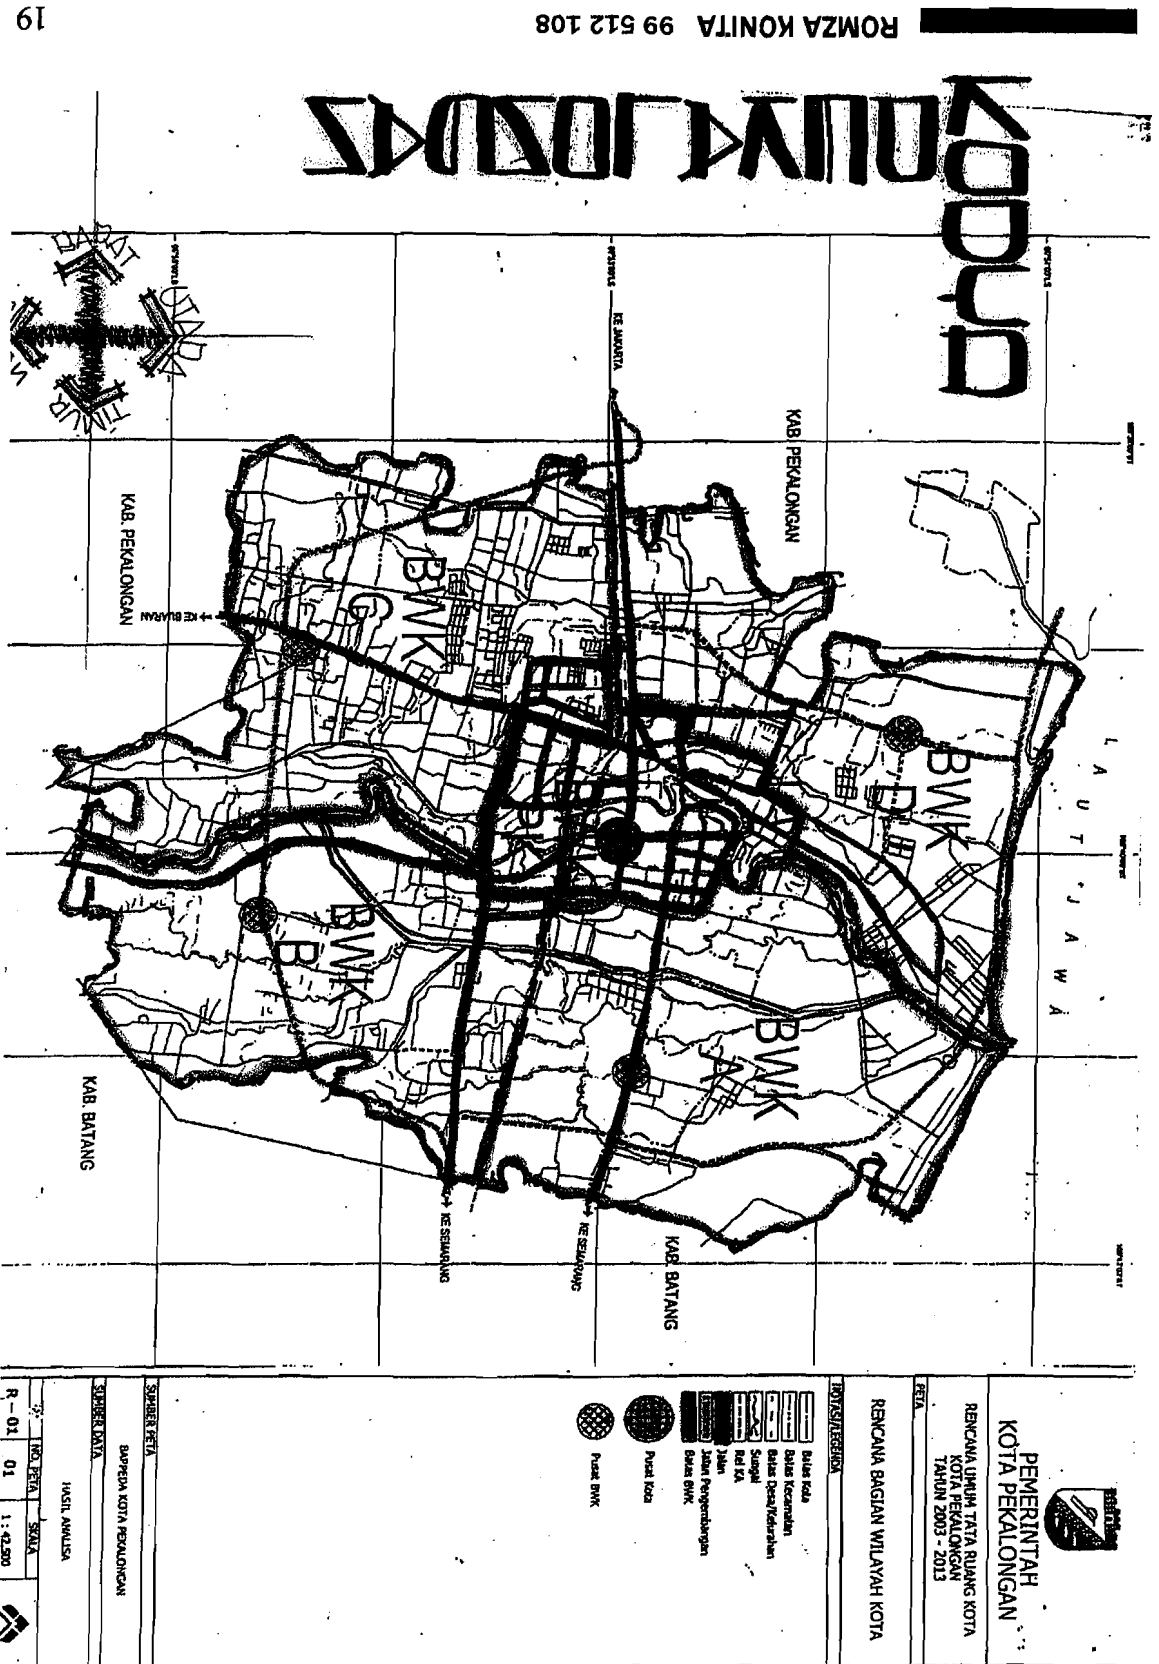 19
ROMZA KONITA 99 512 108
BARAT
UTARA
TIMUR
S
KE JAKARTA
KAB. PEKALONGAN
KAB. PEKALONGAN
KE BUARAN
BWK
C
BWK
D
BWK
B
BWK
A
LAUT JAWA
KAB. BATANG
KE SEMARANG
KE SEMARANG
KAB. BATANG
PEMERINTAH
KOTA PEKALONGAN
RENCANA UMUM TATA RUANG KOTA
KOTA PEKALONGAN
TAHUN 2003 - 2013
PETA
RENCANA BAGIAN WILAYAH KOTA
NOTASI/LEGENDA
Batas Kota
Batas Kecamatan
Batas Desa/Kelurahan
Sungai
Rel KA
Jalan
Jalan Pengembangan
Batas BWK
Pusat Kota
Pusat BWK
SUMBER PETA
BAPPEDA KOTA PEKALONGAN
SUMBER DATA
HASIL ANALISA
NO. PETA
SKALA
R - 01
01
1 : 42.500